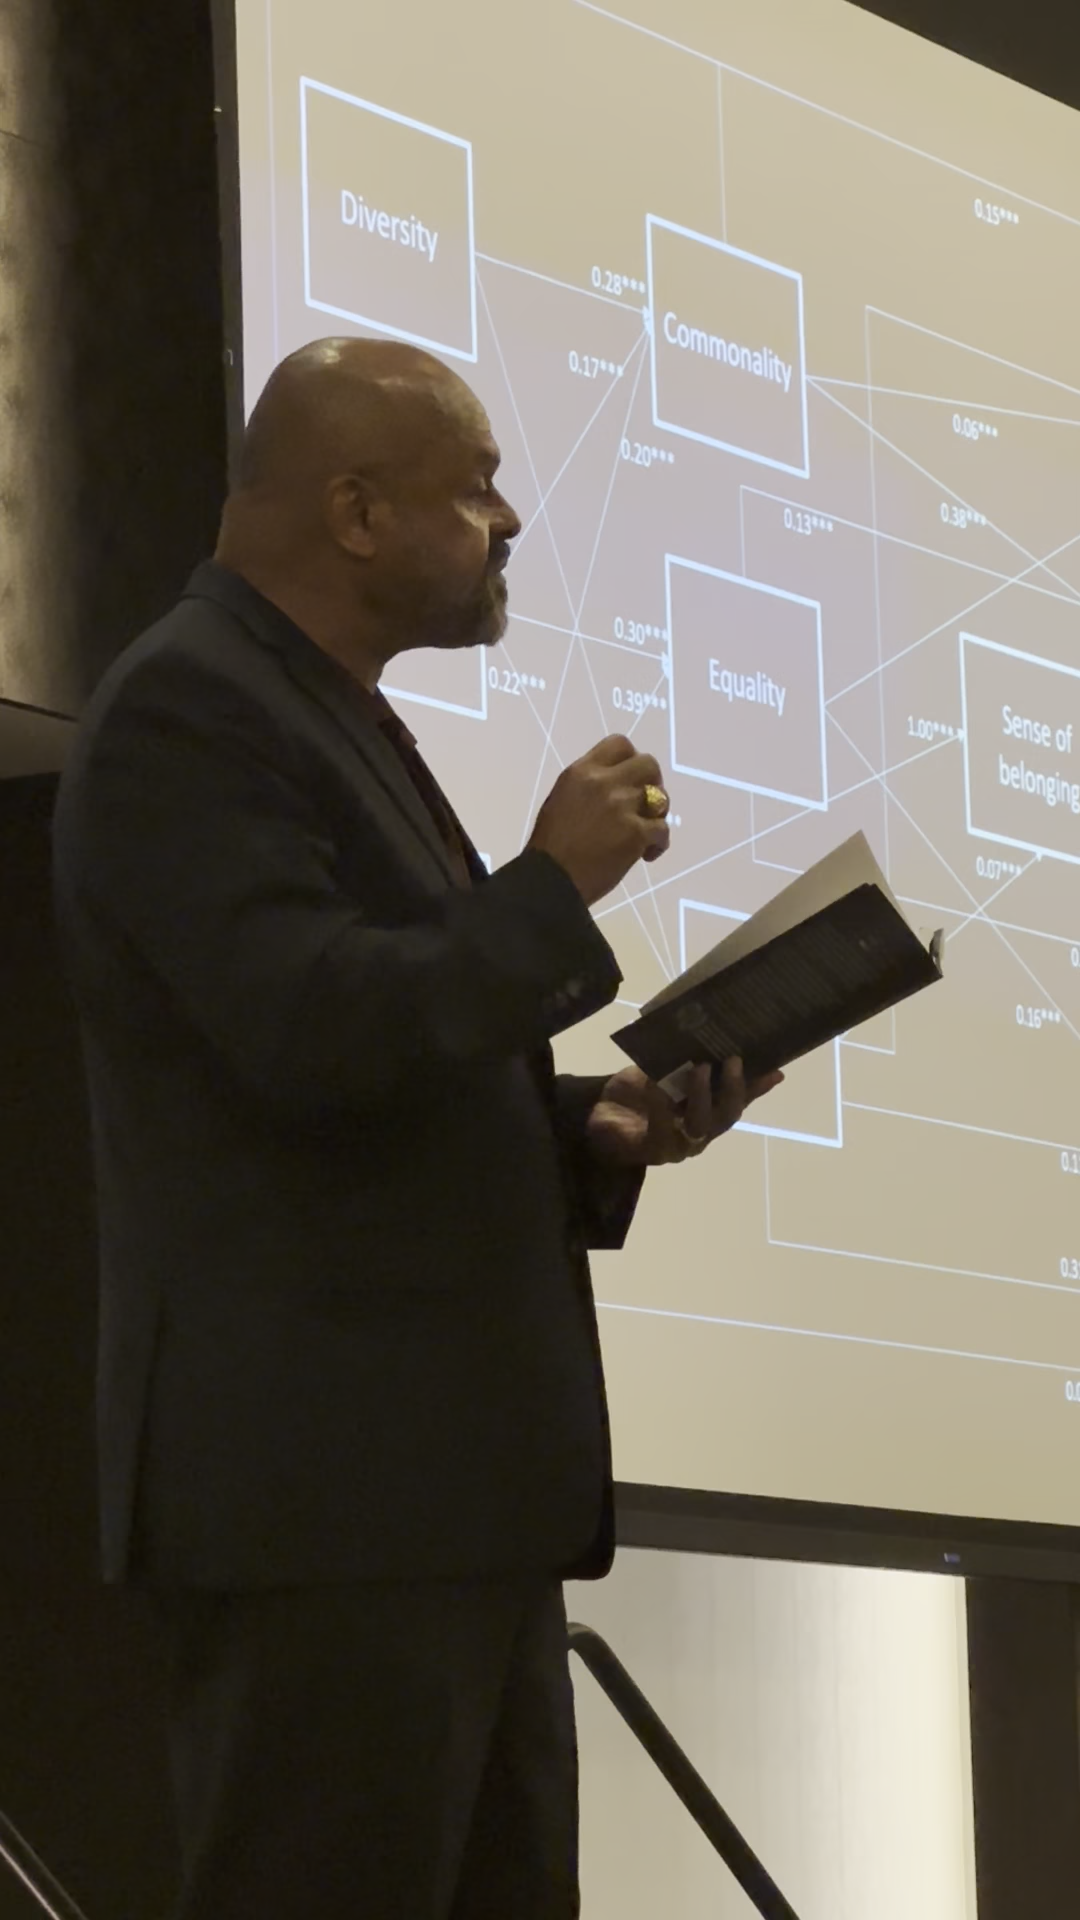 Diversity
0.15***
0.28***
Commonality
0.17***
0.06***
0.20***
0.38***
0.13***
0.30***
0.22***
0.39***
Equality
1.00***
Sense of
belonging
0.07***
0.16***